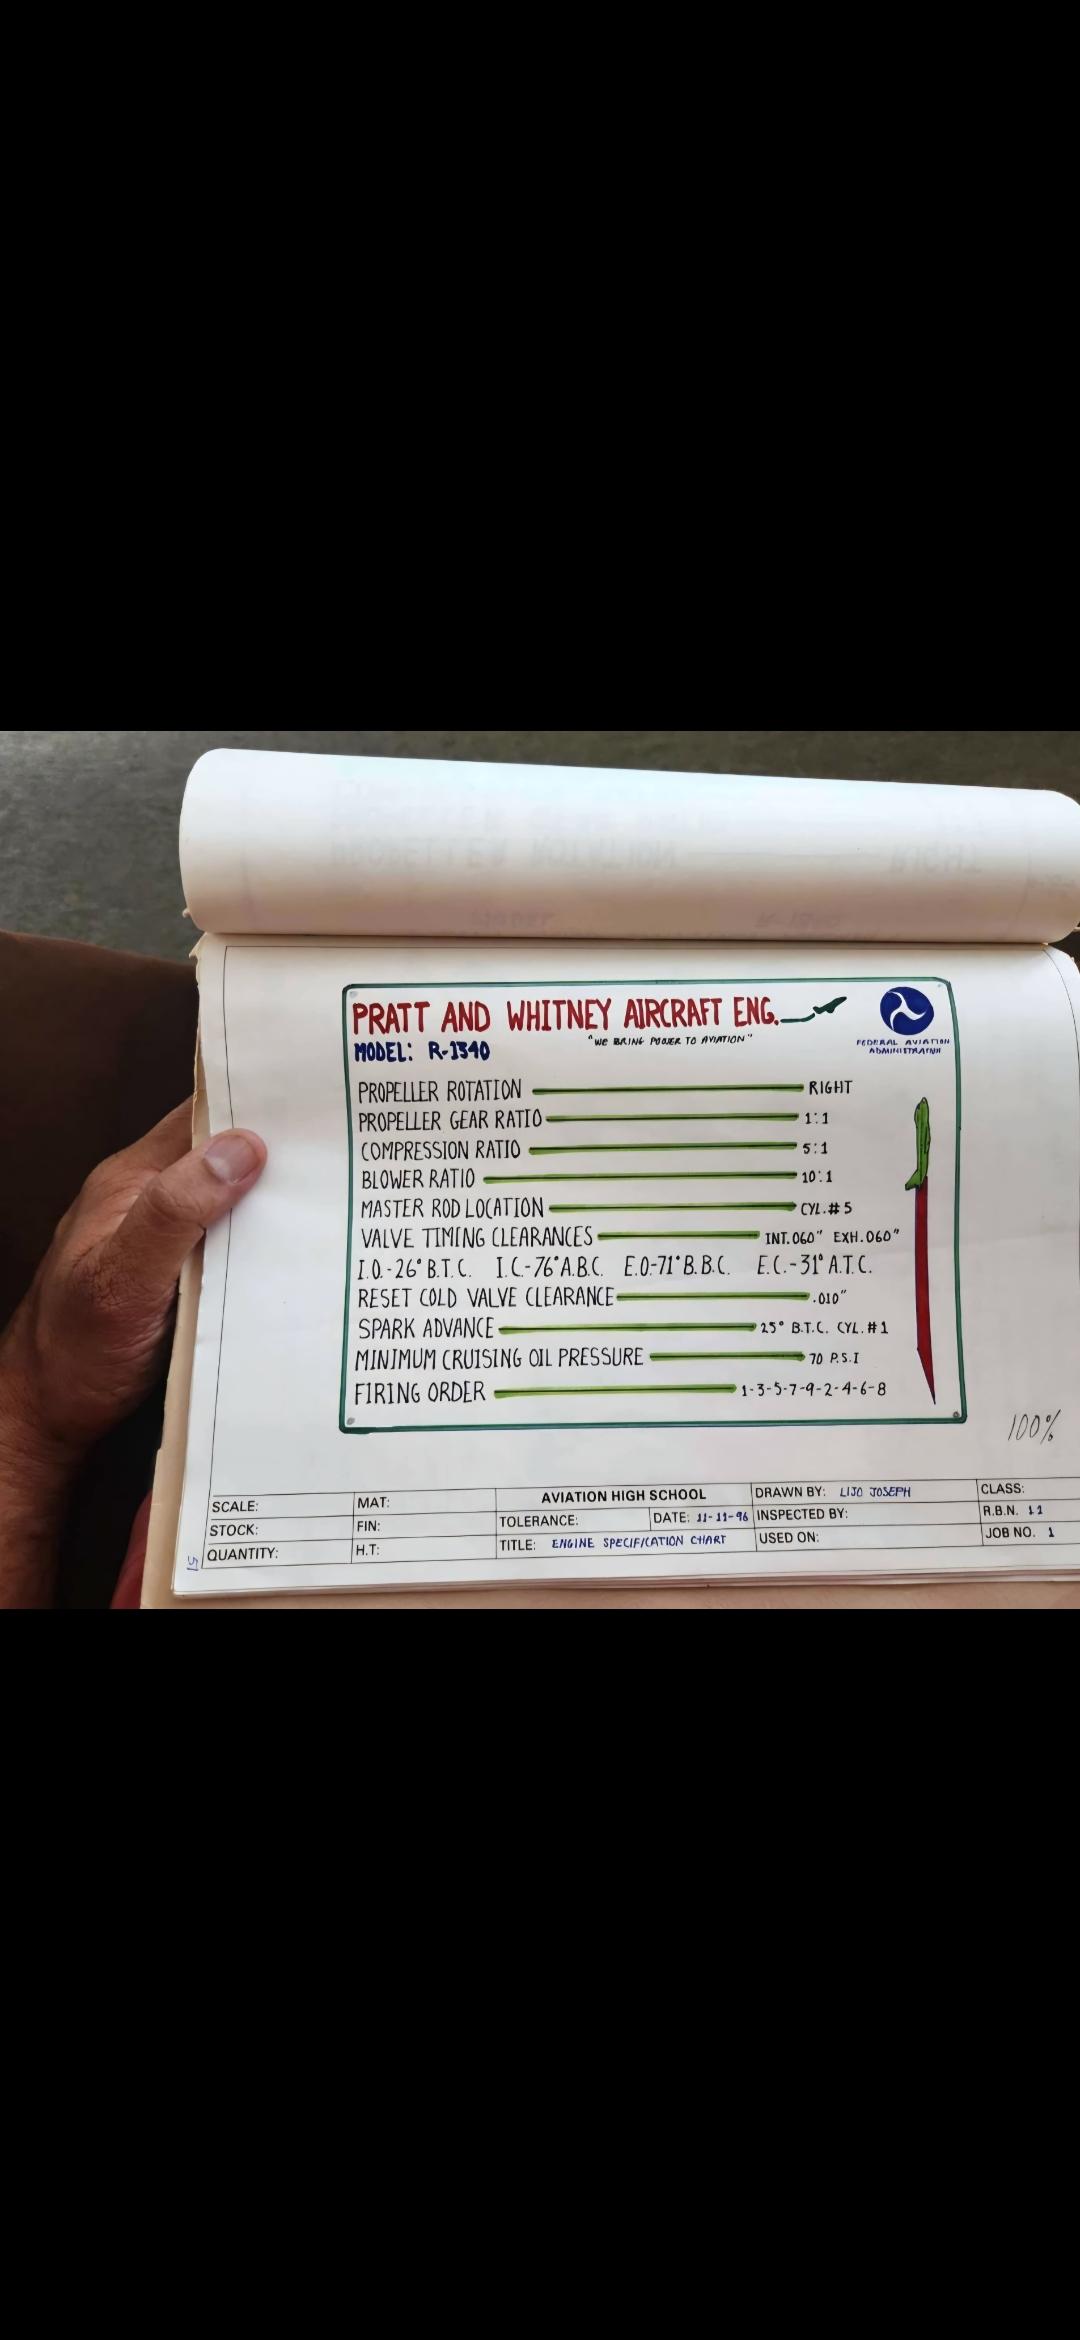 PRATT AND WHITNEY AIRCRAFT ENG.
"WE BRING POWER TO AVIATION"
MODEL: R-1340
FEDERAL AVIATION
PROPELLER ROTATION RIGHT
PROPELLER GEAR RATIO 1:1
COMPRESSION RATIO 5:1
BLOWER RATIO 10:1
MASTER ROD LOCATION CYL.#5
VALVE TIMING CLEARANCES INT.060" EXH.060"
I.O.-26° B.T.C. I.C.-76° A.B.C. E.O.-71° B.B.C. E.C.-31° A.T.C.
RESET COLD VALVE CLEARANCE .010"
SPARK ADVANCE 25° B.T.C. CYL.#1
MINIMUM CRUISING OIL PRESSURE 70 P.S.I
FIRING ORDER 1-3-5-7-9-2-4-6-8
100%
SCALE: MAT: AVIATION HIGH SCHOOL DRAWN BY: LIJO JOSEPH CLASS:
STOCK: FIN: TOLERANCE: DATE: 11-11-96 INSPECTED BY: R.B.N. 11
QUANTITY: H.T: TITLE: ENGINE SPECIFICATION CHART USED ON: JOB NO. 1
51